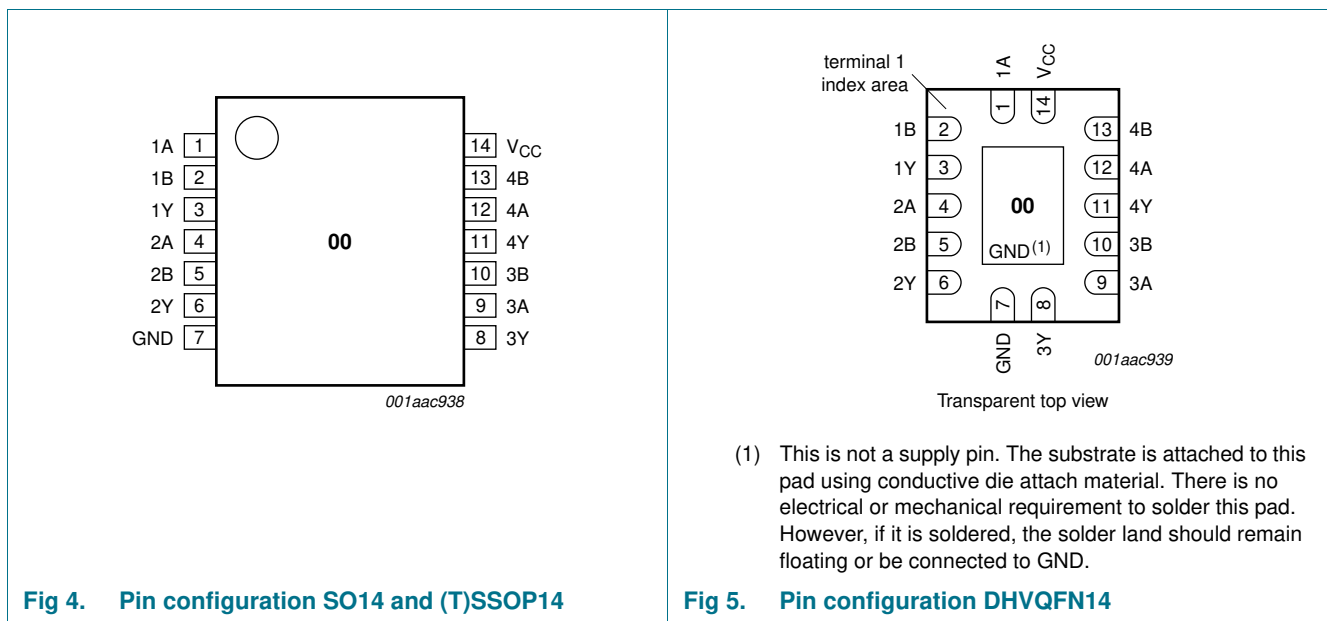 1A 1
1B 2
1Y 3
2A 4
2B 5
2Y 6
GND 7
00
14 VCC
13 4B
12 4A
11 4Y
10 3B
9 3A
8 3Y
001aac938
Fig 4. Pin configuration SO14 and (T)SSOP14
terminal 1
index area
1A
VCC
1
14
1B 2
1Y 3
2A 4
2B 5
2Y 6
00
GND(1)
13 4B
12 4A
11 4Y
10 3B
9 3A
7
8
GND
3Y
001aac939
Transparent top view
(1) This is not a supply pin. The substrate is attached to this
pad using conductive die attach material. There is no
electrical or mechanical requirement to solder this pad.
However, if it is soldered, the solder land should remain
floating or be connected to GND.
Fig 5. Pin configuration DHVQFN14